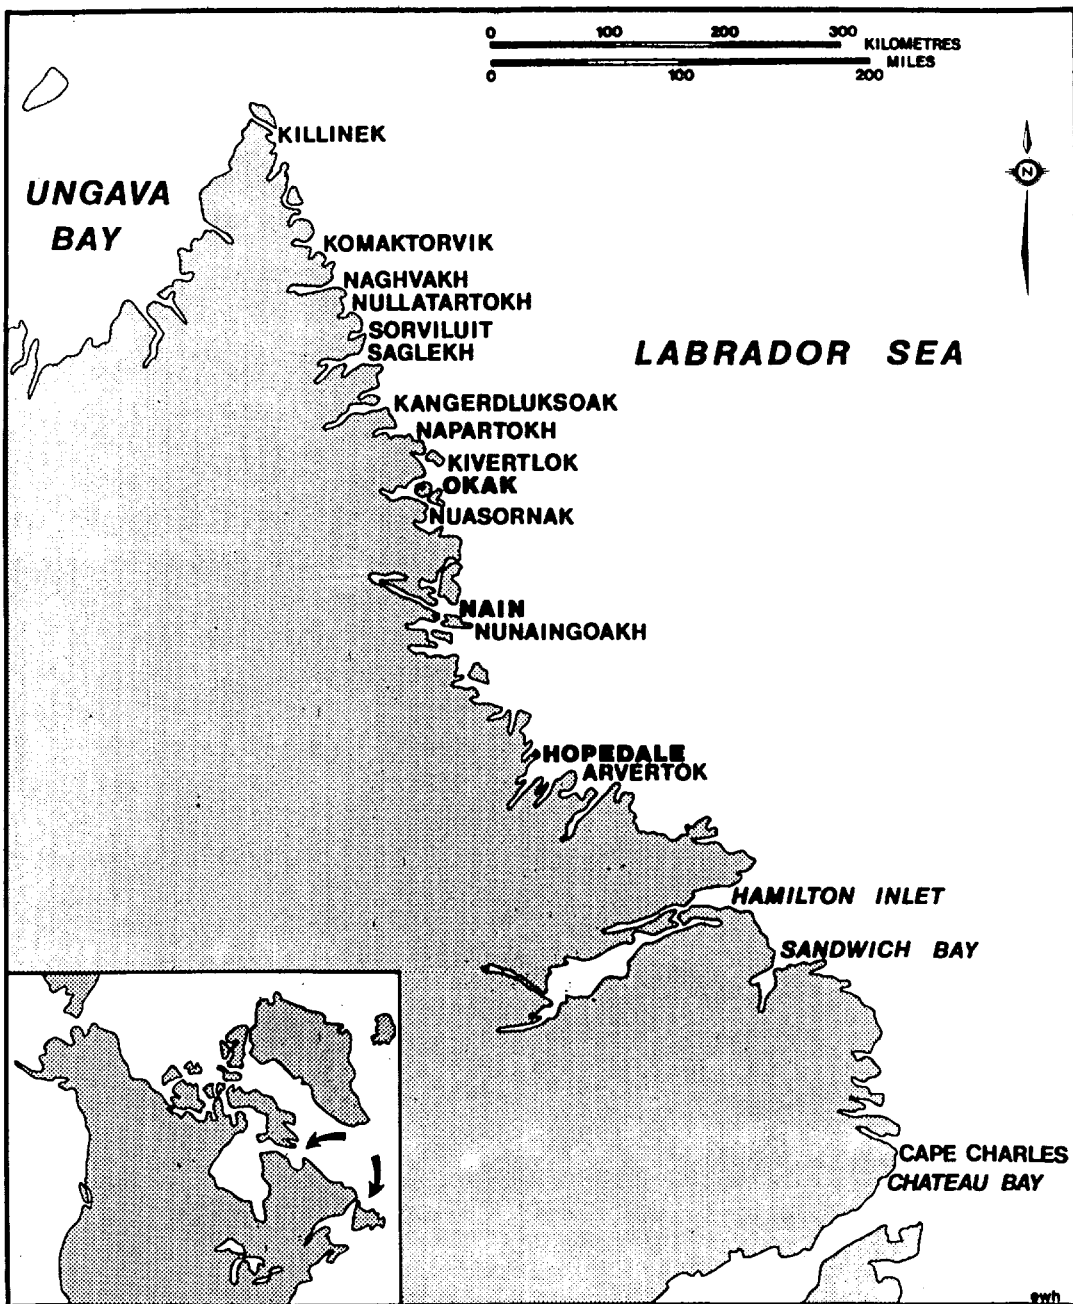 0 100 200 300
KILOMETRES
MILES
0 100 200
KILLINEK
N
UNGAVA
BAY
KOMAKTORVIK
NAGHVAKH
NULLATARTOKH
SORVILUIT
SAGLEKH
LABRADOR SEA
KANGERDLUKSOAK
NAPARTOKH
KIVERTLOK
OKAK
NUASORNAK
NAIN
NUNAINGOAKH
HOPEDALE
ARVERTOK
HAMILTON INLET
SANDWICH BAY
CAPE CHARLES
CHATEAU BAY
ewh